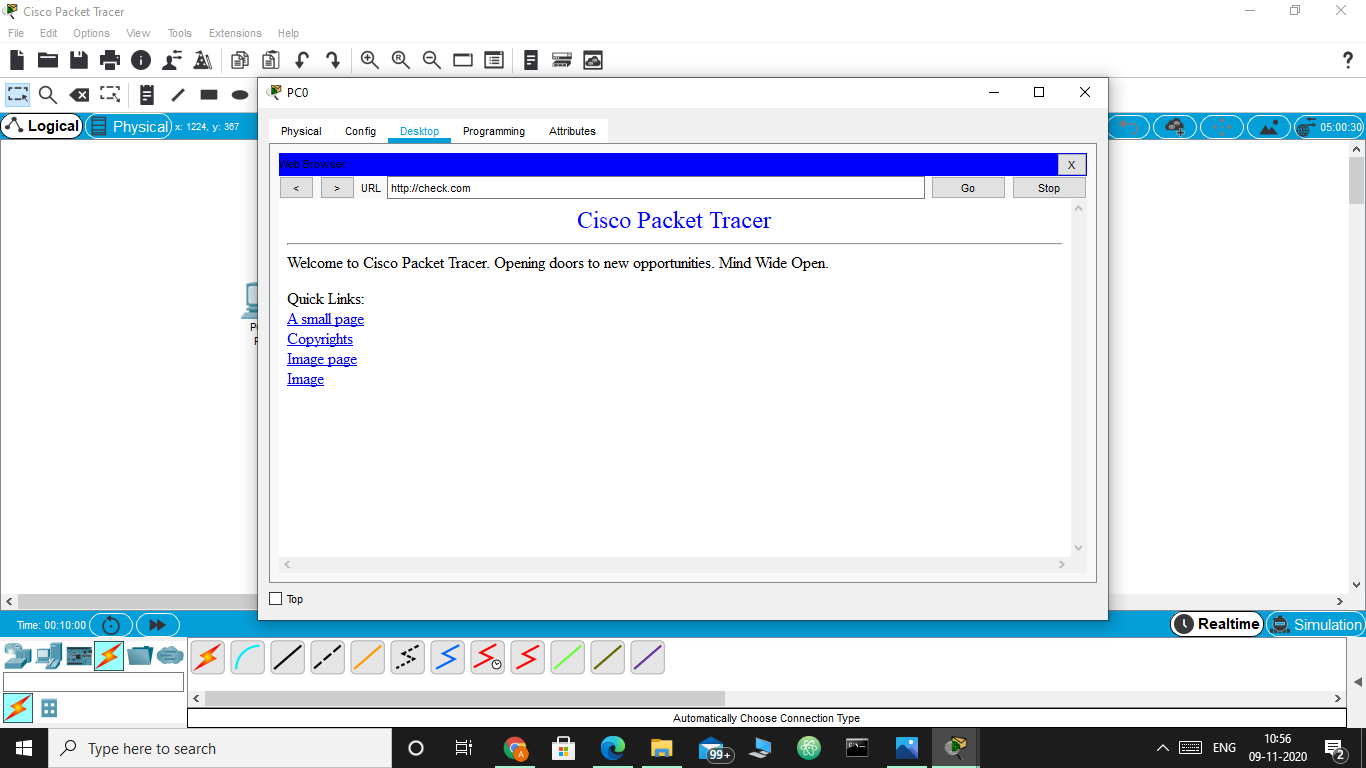 Cisco Packet Tracer
File Edit Options View Tools Extensions Help
?
PC0
Logical Physical x: 1224, y: 367 05:00:30
Physical Config Desktop Programming Attributes
Web Browser X
< > URL http://check.com Go Stop
Cisco Packet Tracer
Welcome to Cisco Packet Tracer. Opening doors to new opportunities. Mind Wide Open.
Quick Links:
A small page
Copyrights
Image page
Image
Top
Time: 00:10:00 Realtime Simulation
Automatically Choose Connection Type
Type here to search A 99+ ENG 10:56
09-11-2020 2